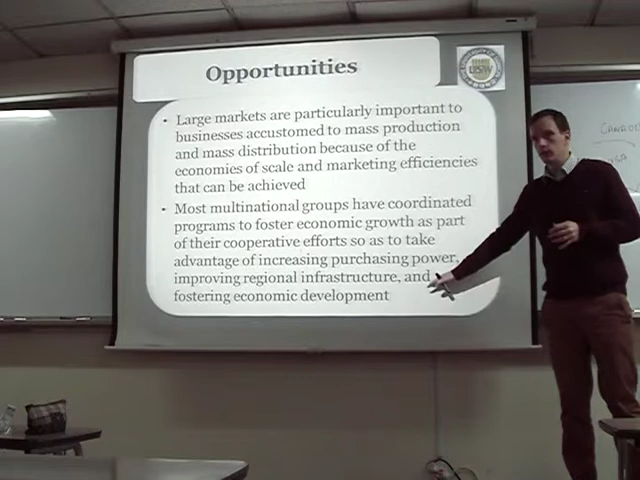 Opportunities
• Large markets are particularly important to
businesses accustomed to mass production
and mass distribution because of the
economies of scale and marketing efficiencies
that can be achieved
• Most multinational groups have coordinated
programs to foster economic growth as part
of their cooperative efforts so as to take
advantage of increasing purchasing power,
improving regional infrastructure, and
fostering economic development